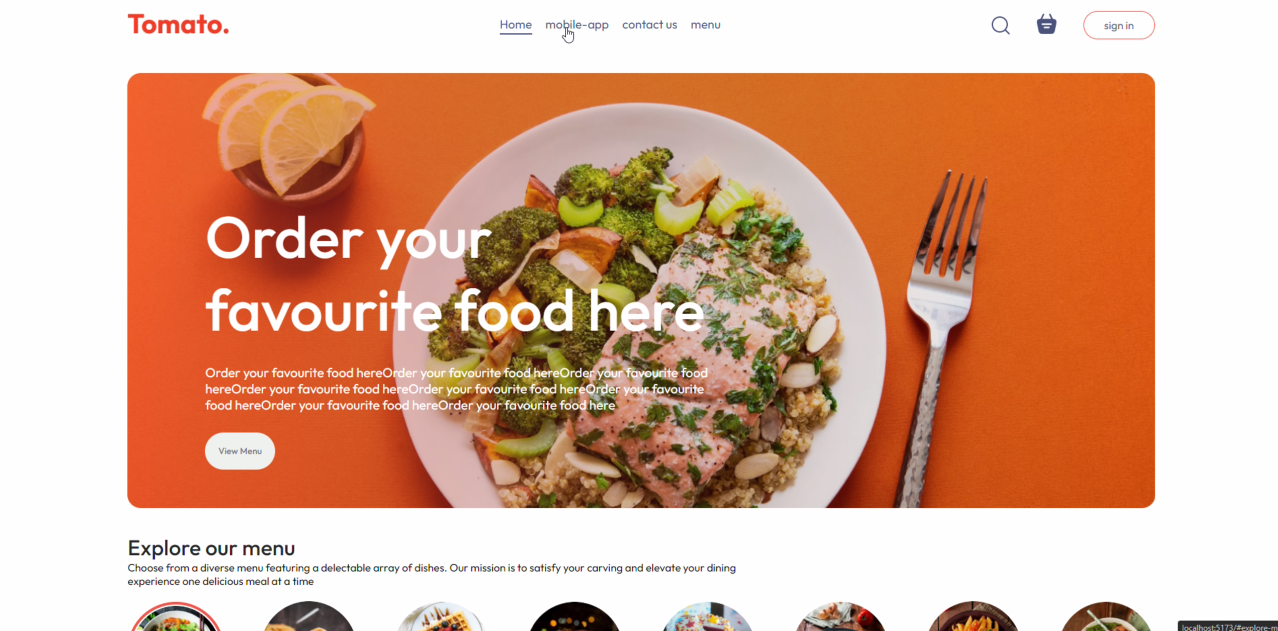 Tomato.
Home mobile-app contact us menu
sign in
Order your
favourite food here
Order your favourite food hereOrder your favourite food hereOrder your favourite food
hereOrder your favourite food hereOrder your favourite food hereOrder your favourite
food hereOrder your favourite food hereOrder your favourite food here
View Menu
Explore our menu
Choose from a diverse menu featuring a delectable array of dishes. Our mission is to satisfy your carving and elevate your dining
experience one delicious meal at a time
localhost:5173/#explore-m